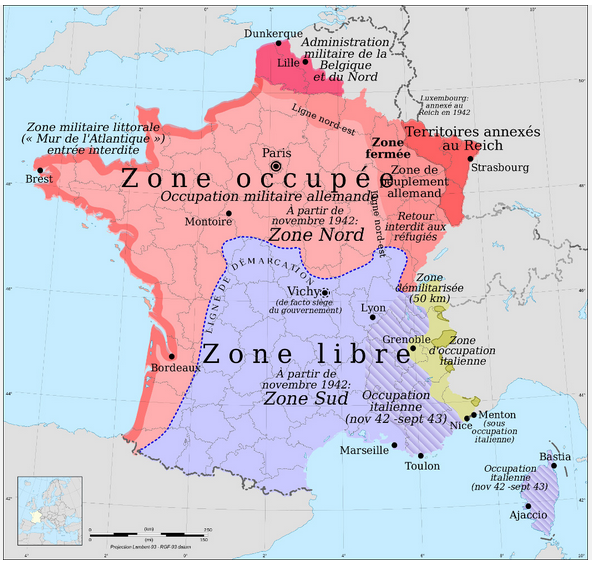 Dunkerque
Lille
Administration
militaire de la
Belgique
et du Nord
Luxembourg:
annexé au
Reich en 1942
Ligne nord-est
Zone militaire littorale
(« Mur de l'Atlantique »)
entrée interdite
Brest
Paris
Zone
fermée
Territoires annexés
au Reich
Strasbourg
Zone occupée
Occupation militaire allemande
Zone de
peuplement
allemand
Ligne nord-est
Montoire
À partir de
novembre 1942:
Zone Nord
Retour
interdit aux
réfugiés
LIGNE DE DÉMARCATION
Vichy
(de facto siège
du gouvernement)
Zone
démilitarisée
(50 km)
Lyon
Grenoble
Zone
d'occupation
italienne
Bordeaux
Zone libre
À partir de
novembre 1942:
Zone Sud
Occupation
italienne
(nov 42 -sept 43)
Menton
(sous
occupation
italienne)
Nice
Marseille
Toulon
Bastia
Occupation
italienne
(nov 42 -sept 43)
Ajaccio
(km)
(mi)